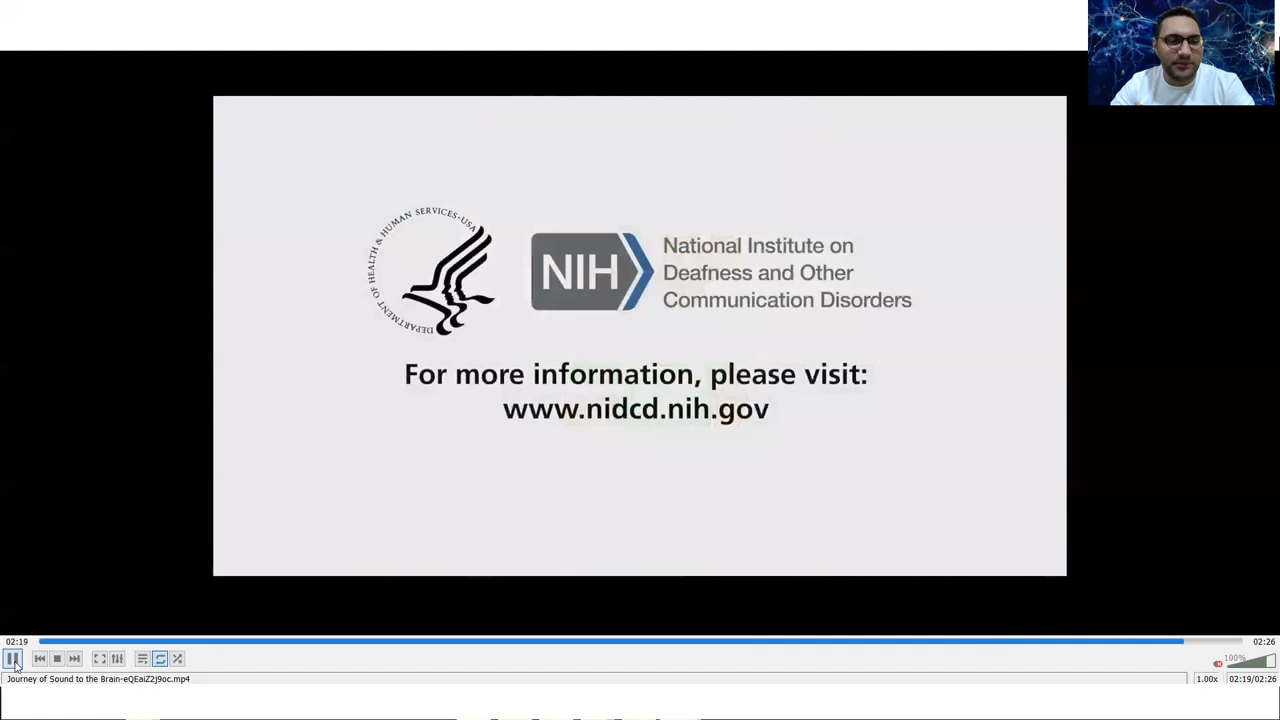 DEPARTMENT OF HEALTH & HUMAN SERVICES • USA
NIH
National Institute on
Deafness and Other
Communication Disorders
For more information, please visit:
www.nidcd.nih.gov
02:19
02:26
100%
Journey of Sound to the Brain-eQEaiZ2j9oc.mp4
1.00x
02:19/02:26